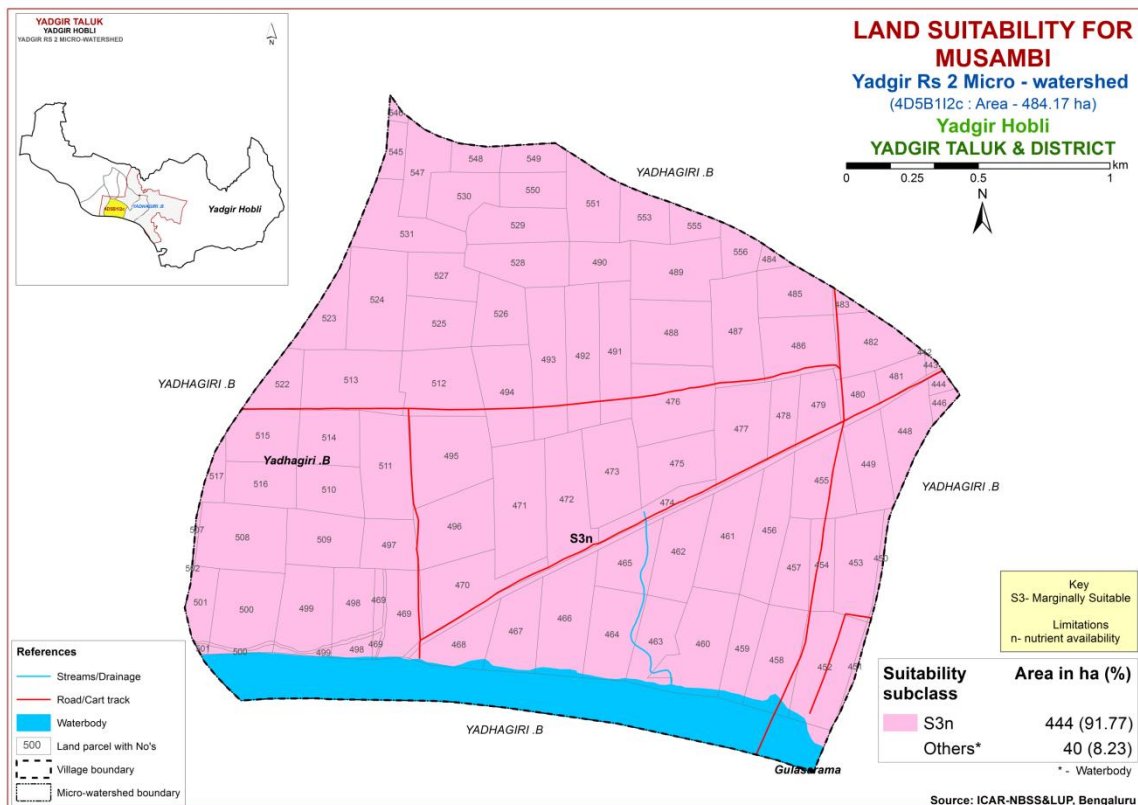 YADGIR TALUK
YADGIR HOBLI
YADGIR RS 2 MICRO-WATERSHED
N
4D5B1I2c
YADHAGIRI .B
Yadgir Hobli
LAND SUITABILITY FOR
MUSAMBI
Yadgir Rs 2 Micro - watershed
(4D5B1I2c : Area - 484.17 ha)
Yadgir Hobli
YADGIR TALUK & DISTRICT
km
0 0.25 0.5 1
N
YADHAGIRI .B
546
545
547
548
549
530
550
551
553
555
556
484
531
529
528
490
489
485
483
527
524
523
525
526
493
492
491
488
487
486
482
442
443
481
444
446
YADHAGIRI .B
522
513
512
494
476
477
478
479
480
448
515
514
Yadhagiri .B
511
495
473
475
449
455
YADHAGIRI .B
517
516
510
471
472
474
507
508
509
497
496
S3n
465
462
461
456
457
454
453
450
502
501
500
499
498
469
469
470
466
467
468
464
463
460
459
458
452
451
501
500
499
498
469
YADHAGIRI .B
Gulasarama
References
Streams/Drainage
Road/Cart track
Waterbody
500 Land parcel with No's
Village boundary
Micro-watershed boundary
Key
S3- Marginally Suitable
Limitations
n- nutrient availability
Suitability subclass Area in ha (%)
S3n 444 (91.77)
Others* 40 (8.23)
* - Waterbody
Source: ICAR-NBSS&LUP, Bengaluru